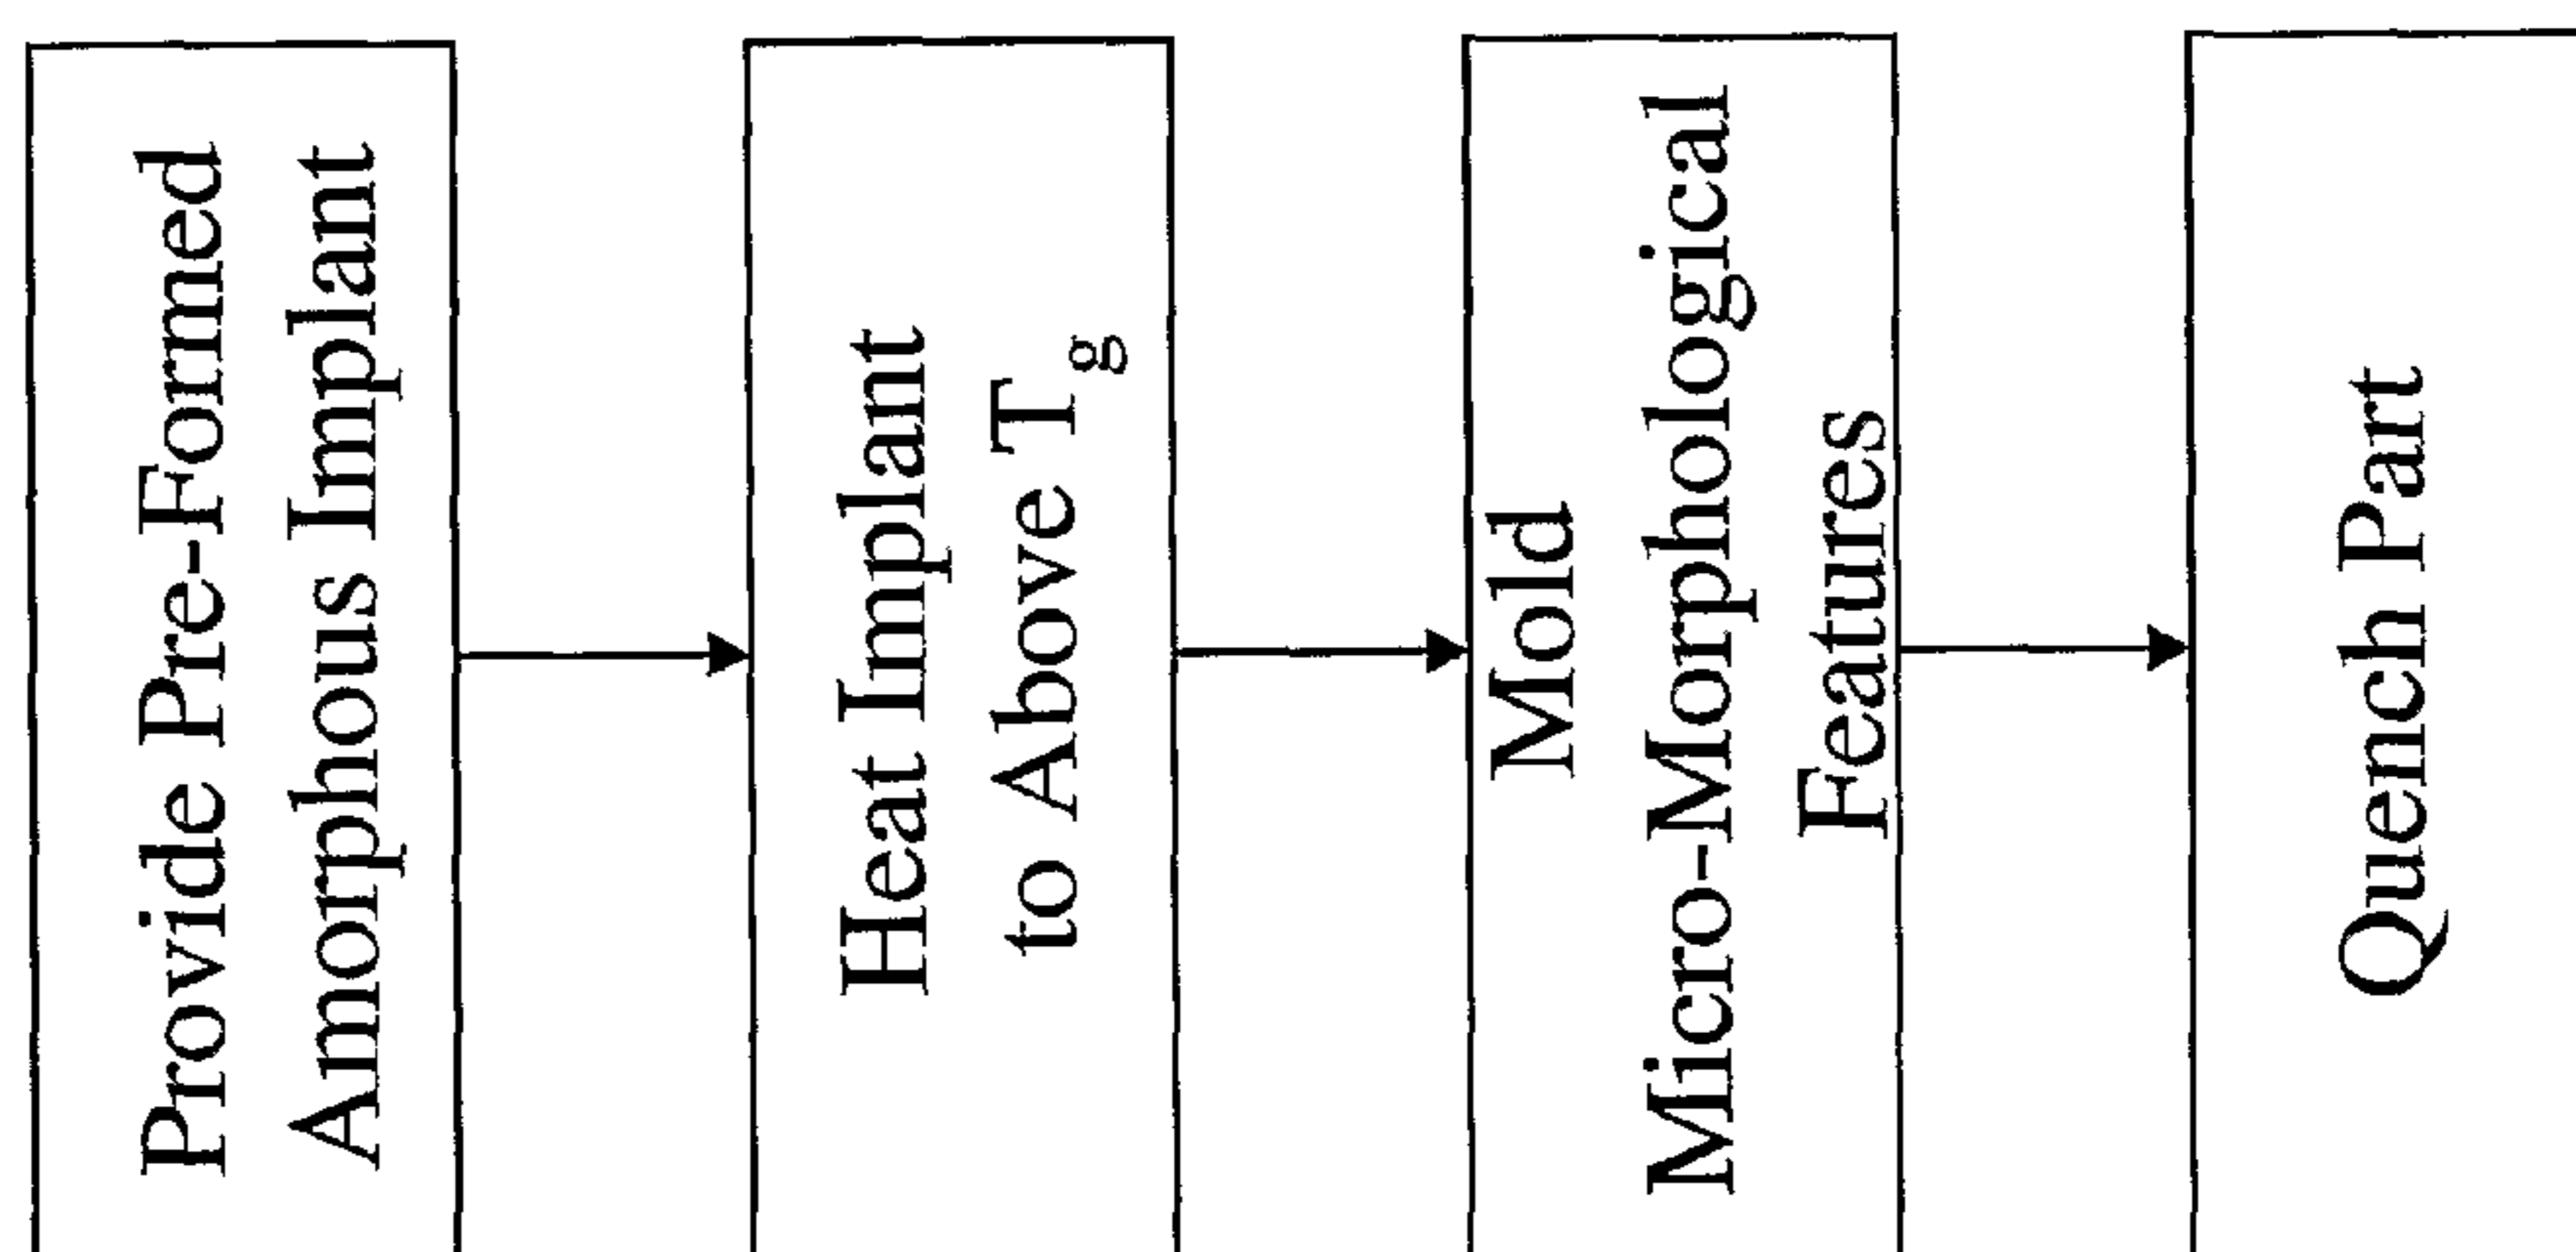 Provide Pre-Formed
Amorphous Implant
Heat Implant
to Above Tg
Mold
Micro-Morphological
Features
Quench Part